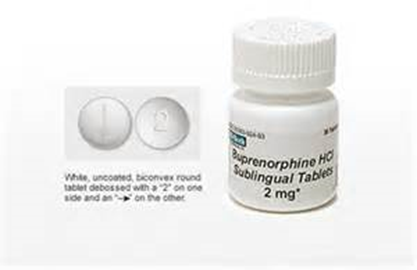 2
White, uncoated, biconvex round
tablet debossed with a "2" on one
side and an "–▸" on the other.
Buprenorphine HCl
Sublingual Tablets
2 mg*